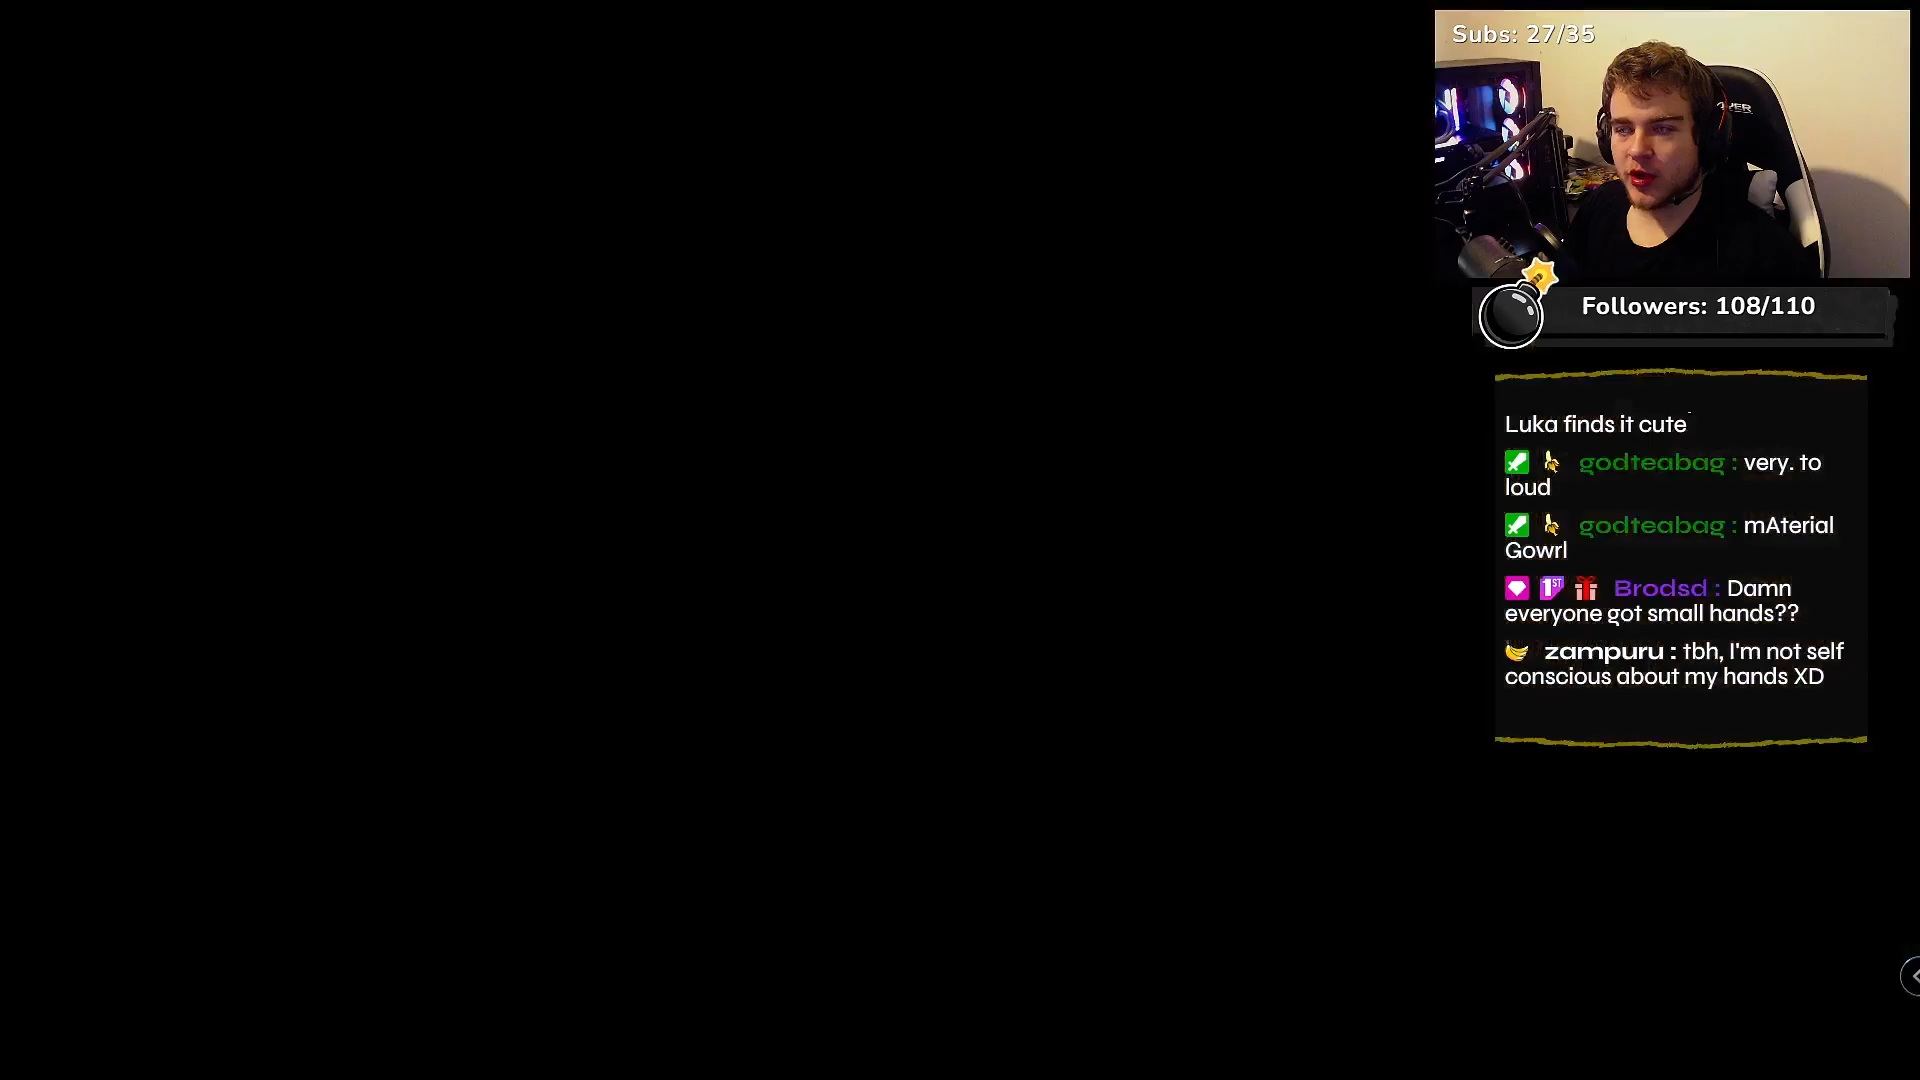 Subs: 27/35
Followers: 108/110
Luka finds it cute
godteabag : very. to
loud
godteabag : mAterial
Gowrl
1ST Brodsd : Damn
everyone got small hands??
zampuru : tbh, I'm not self
conscious about my hands XD